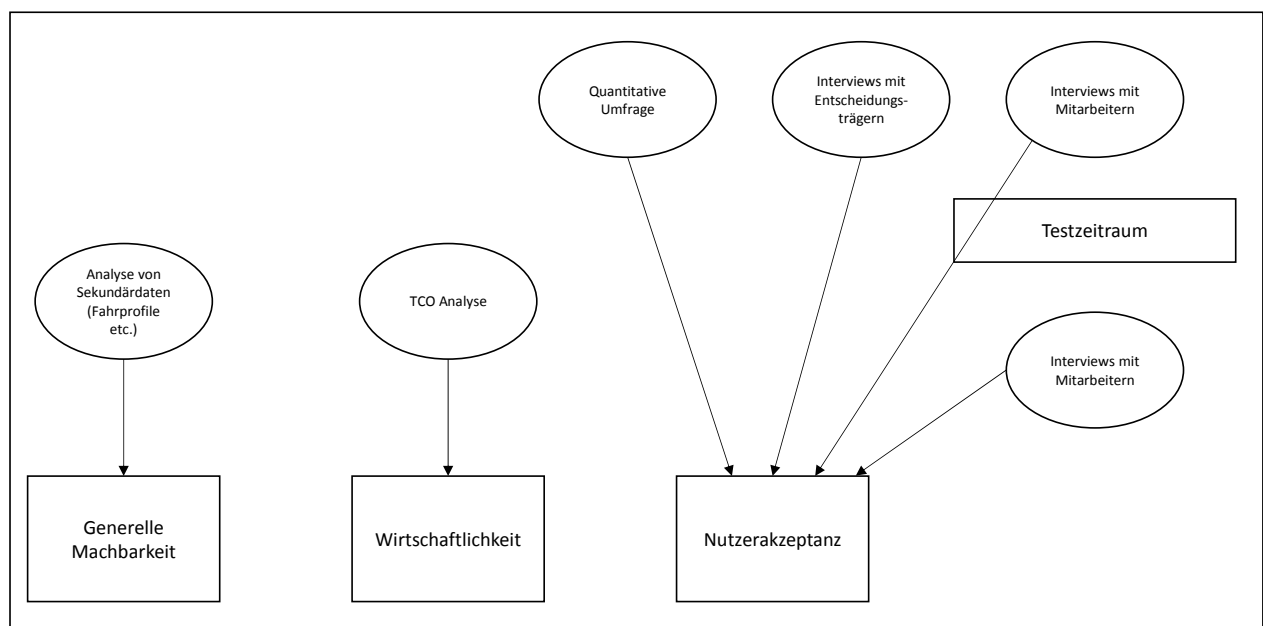 Quantitative
Umfrage
Interviews mit
Entscheidungs-
trägern
Interviews mit
Mitarbeitern
Testzeitraum
Analyse von
Sekundärdaten
(Fahrprofile
etc.)
TCO Analyse
Interviews mit
Mitarbeitern
Generelle
Machbarkeit
Wirtschaftlichkeit
Nutzerakzeptanz